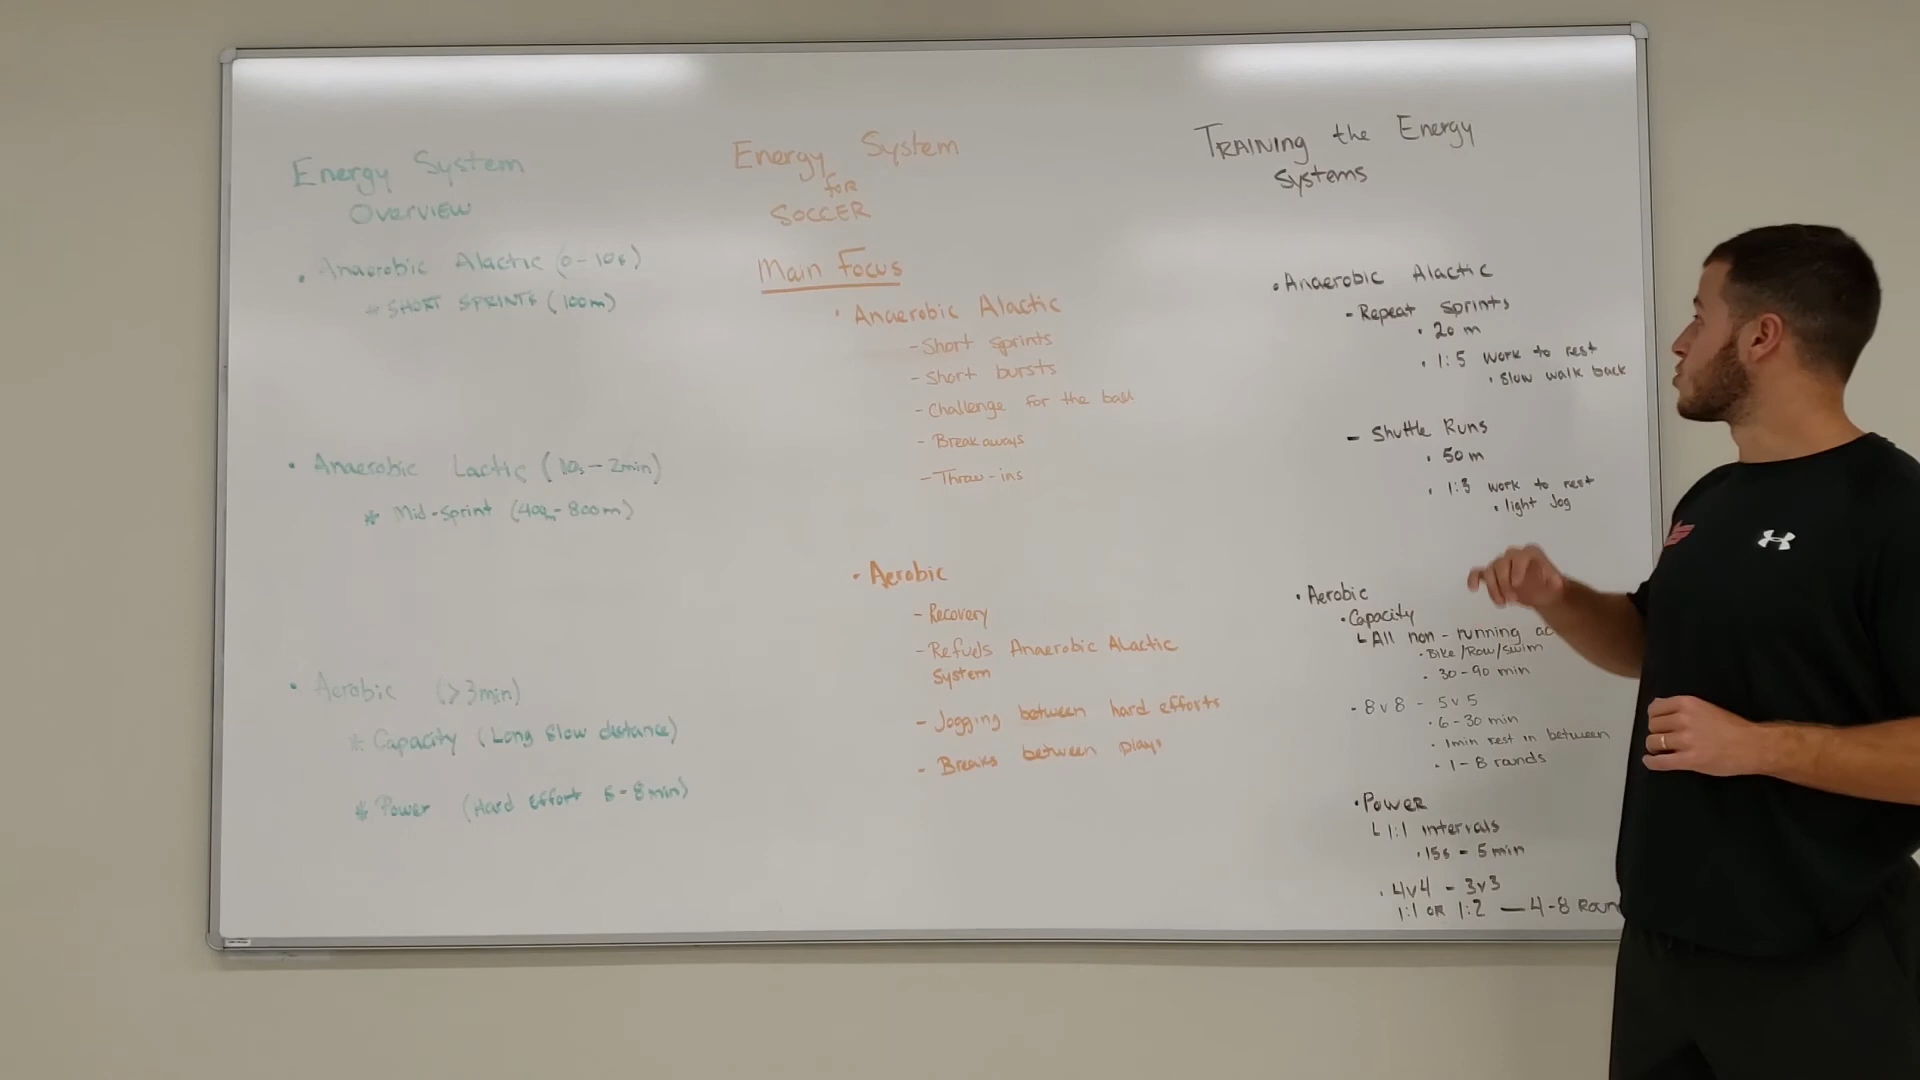 Energy System
Overview
• Anaerobic Alactic (0-10s)
* SHORT SPRINTS (100m)
• Anaerobic Lactic (10s-2min)
* Mid-Sprint (400-800m)
• Aerobic (>3min)
* Capacity (Long slow distance)
* Power (Hard Effort 5-8min)
Energy System
for
SOCCER
Main Focus
• Anaerobic Alactic
- Short sprints
- Short bursts
- Challenge for the ball
- Breakaways
- Throw-ins
• Aerobic
- Recovery
- Refuels Anaerobic Alactic
System
- Jogging between hard efforts
- Breaks between plays
TRAINING the Energy
Systems
• Anaerobic Alactic
- Repeat Sprints
• 20 m
• 1:5 work to rest
• Slow walk back
- Shuttle Runs
• 50 m
• 1:3 work to rest
• light Jog
• Aerobic
• Capacity
All non-running
• Bike/Row/Swim
• 30-90 min
- 8v8 - 5v5
• 6-30 min
• 1min rest in between
• 1-8 rounds
• Power
1:1 intervals
• 15s - 5min
• 4v4 - 3v3
1:1 OR 1:2 — 4-8